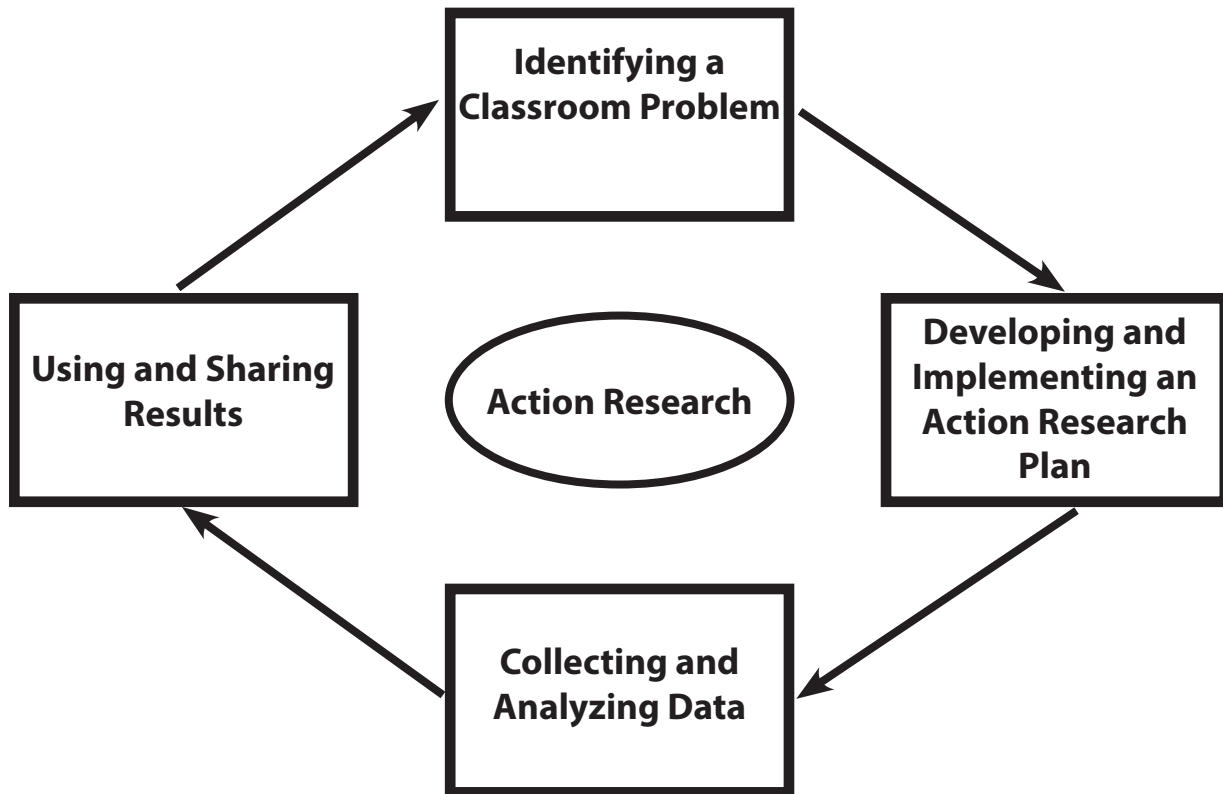 Identifying a
Classroom Problem
Developing and
Implementing an
Action Research
Plan
Collecting and
Analyzing Data
Using and Sharing
Results
Action Research